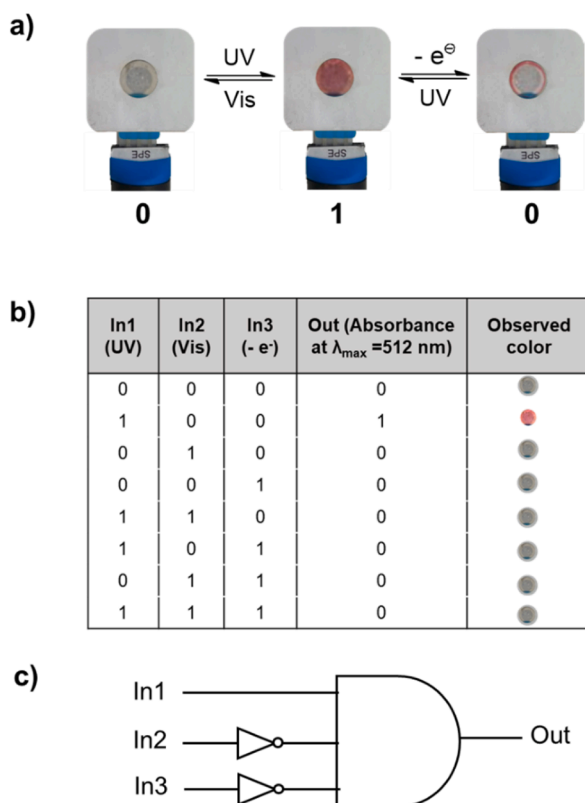 a)
UV
Vis
- e⊖
UV
SPE
SPE
SPE
0
1
0
b)
In1 (UV) In2 (Vis) In3 (- e-) Out (Absorbance at λmax =512 nm) Observed color
0 0 0 0
1 0 0 1
0 1 0 0
0 0 1 0
1 1 0 0
1 0 1 0
0 1 1 0
1 1 1 0
c)
In1
In2
In3
Out